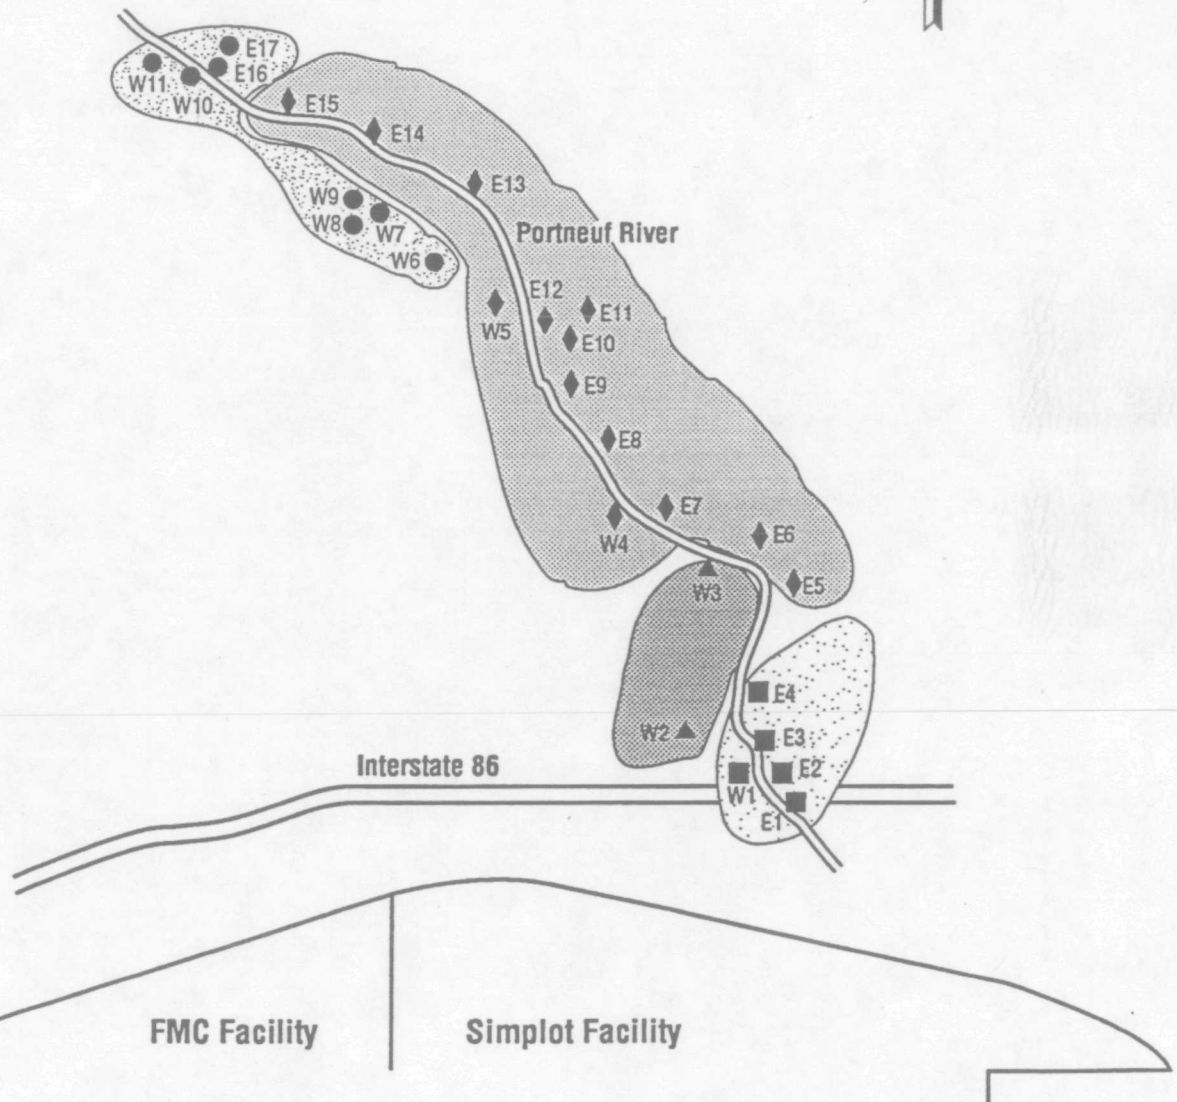 E17
E16
W11
W10
E15
E14
E13
W9
W8
W7
W6
Portneuf River
E12
E11
W5
E10
E9
E8
E7
W4
E6
E5
W3
E4
W2
E3
Interstate 86
E2
W1
E1
FMC Facility
Simplot Facility